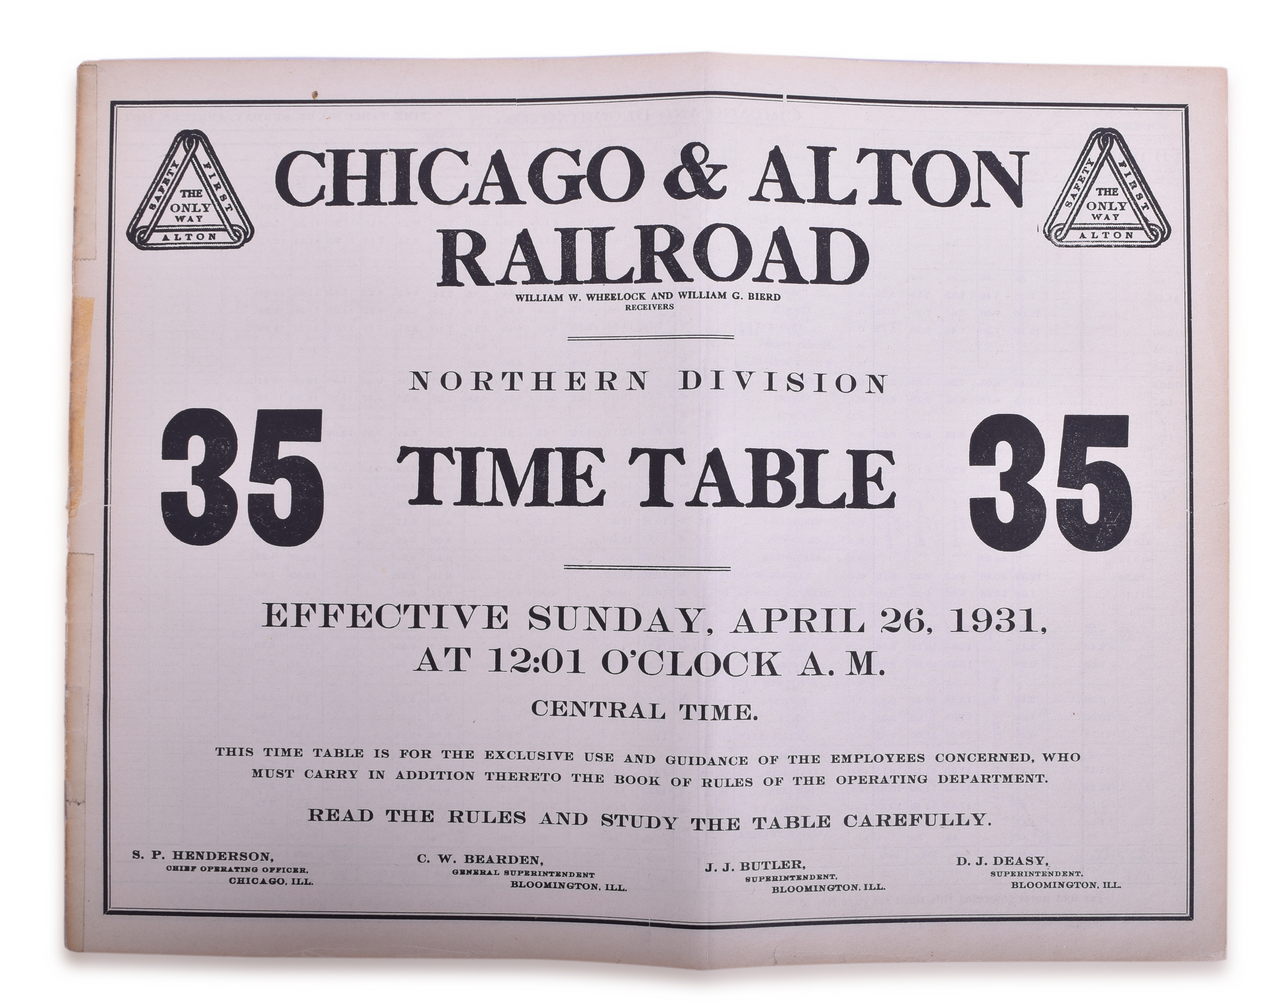 SAFETY FIRST
THE
ONLY
WAY
ALTON
CHICAGO & ALTON
RAILROAD
SAFETY FIRST
THE
ONLY
WAY
ALTON
WILLIAM W. WHEELOCK AND WILLIAM G. BIERD
RECEIVERS
NORTHERN DIVISION
35 TIME TABLE 35
EFFECTIVE SUNDAY, APRIL 26, 1931,
AT 12:01 O'CLOCK A. M.
CENTRAL TIME.
THIS TIME TABLE IS FOR THE EXCLUSIVE USE AND GUIDANCE OF THE EMPLOYEES CONCERNED, WHO
MUST CARRY IN ADDITION THERETO THE BOOK OF RULES OF THE OPERATING DEPARTMENT.
READ THE RULES AND STUDY THE TABLE CAREFULLY.
S. P. HENDERSON,
CHIEF OPERATING OFFICER,
CHICAGO, ILL.
C. W. BEARDEN,
GENERAL SUPERINTENDENT
BLOOMINGTON, ILL.
J. J. BUTLER,
SUPERINTENDENT,
BLOOMINGTON, ILL.
D. J. DEASY,
SUPERINTENDENT,
BLOOMINGTON, ILL.